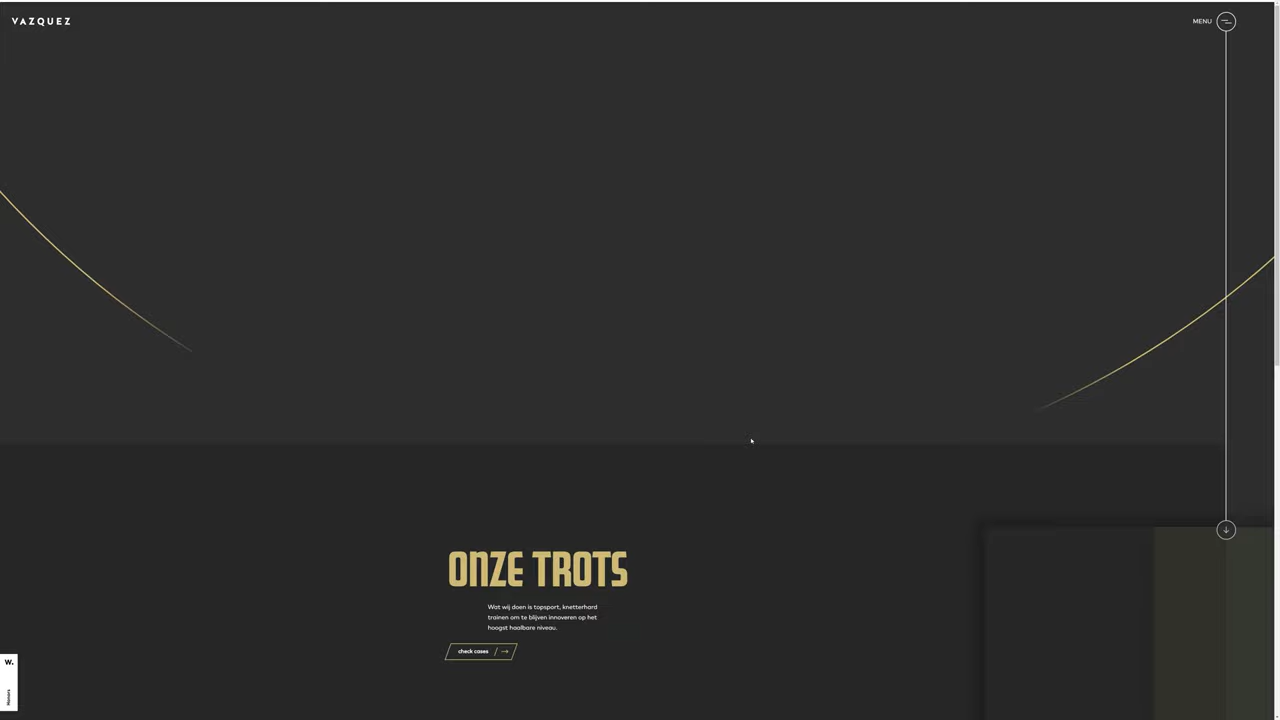 VAZQUEZ
MENU
ONZE TROTS
Wat wij doen is topsport, knetterhard
trainen om te blijven innoveren op het
hoogst haalbare niveau.
check cases
W.
Honors